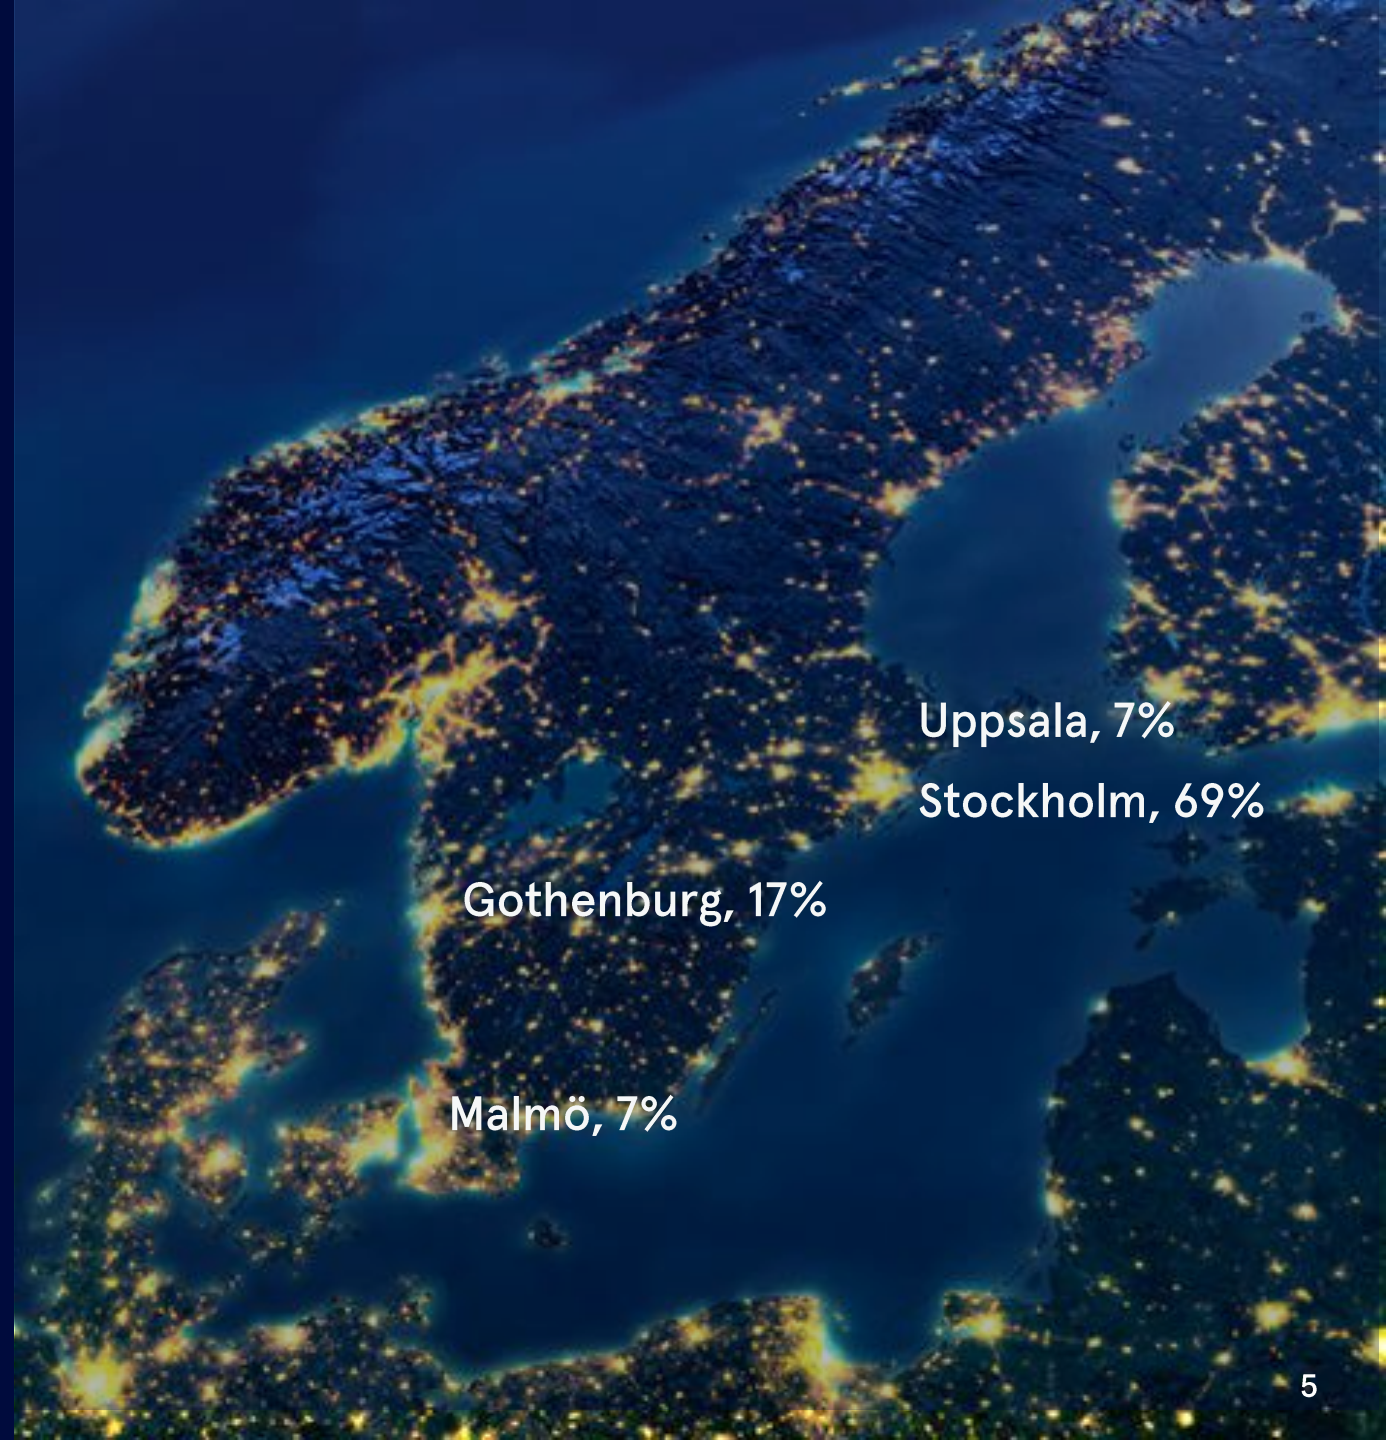 Uppsala, 7%
Stockholm, 69%
Gothenburg, 17%
Malmö, 7%
5